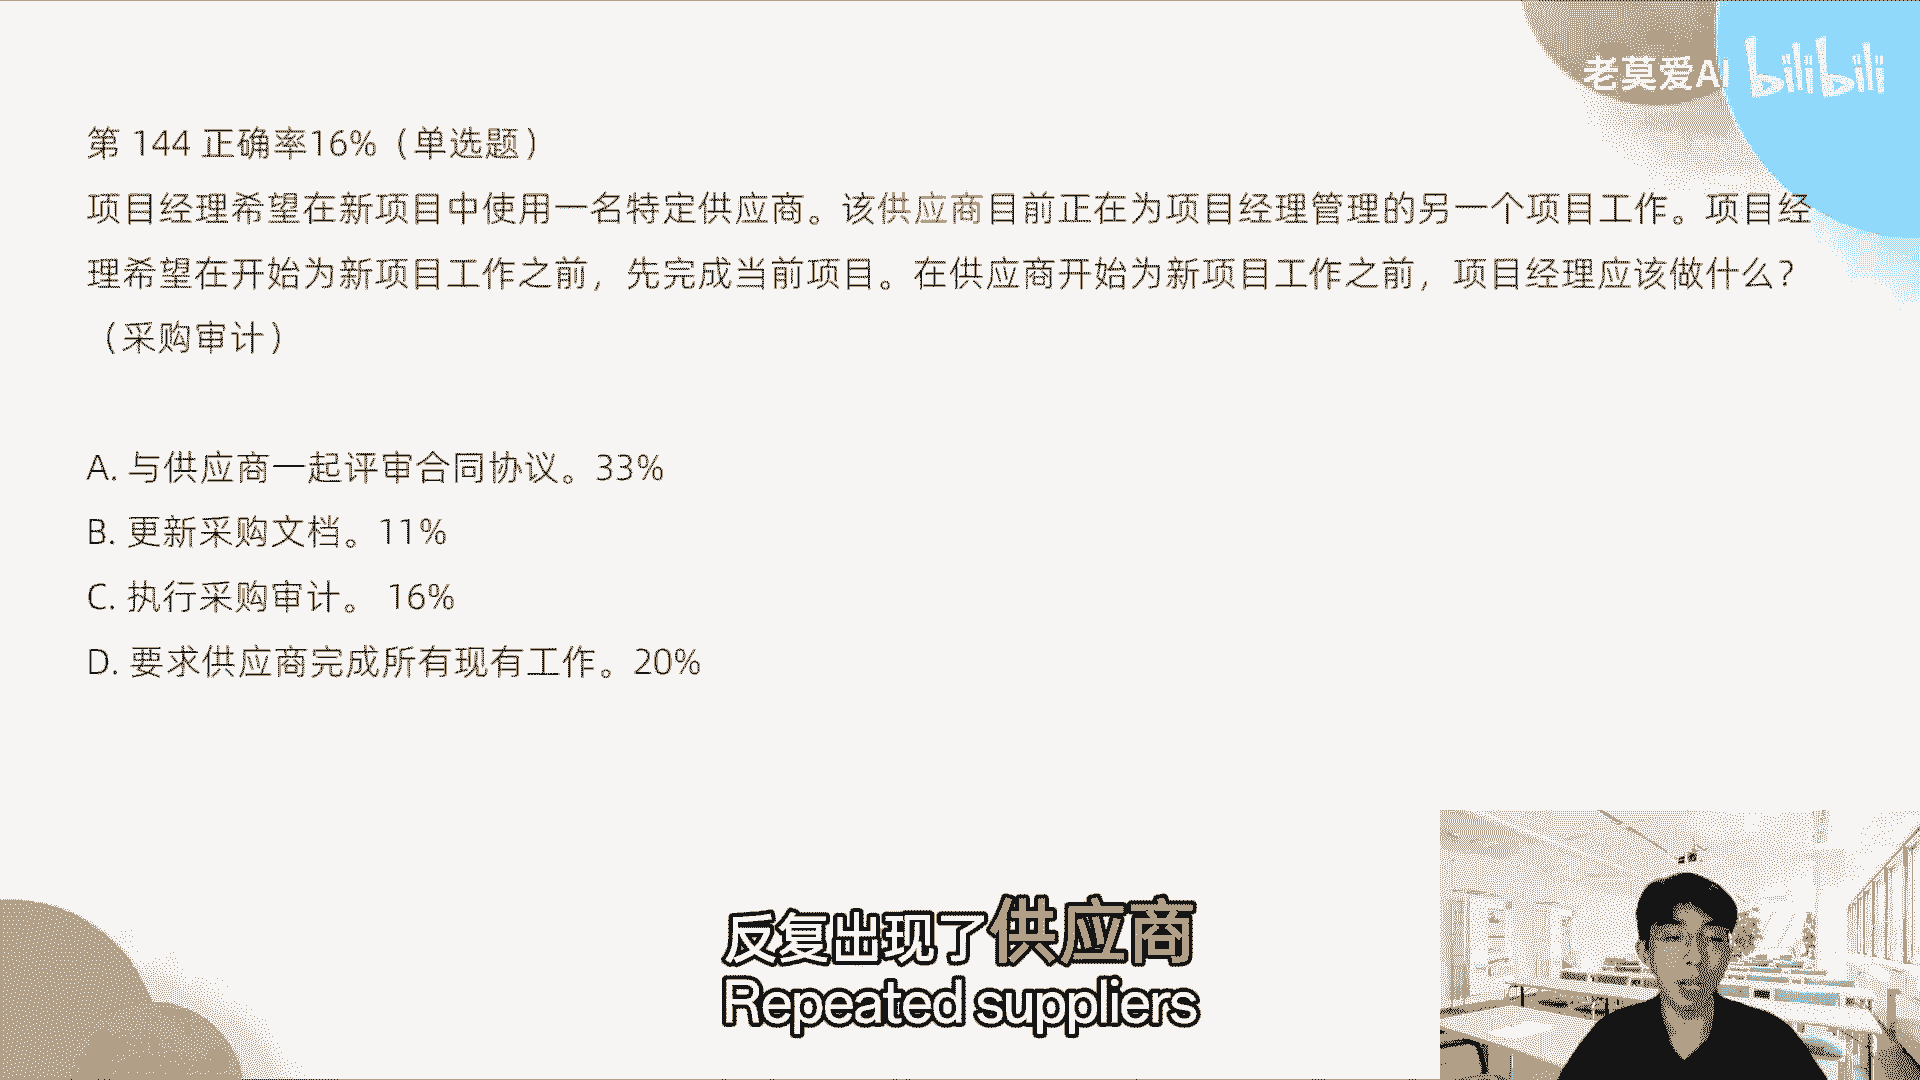 老莫爱AI bilibili
第 144 正确率16%（单选题）
项目经理希望在新项目中使用一名特定供应商。该供应商目前正在为项目经理管理的另一个项目工作。项目经
理希望在开始为新项目工作之前，先完成当前项目。在供应商开始为新项目工作之前，项目经理应该做什么？
（采购审计）
A. 与供应商一起评审合同协议。33%
B. 更新采购文档。11%
C. 执行采购审计。 16%
D. 要求供应商完成所有现有工作。20%
反复出现了供应商
Repeated suppliers